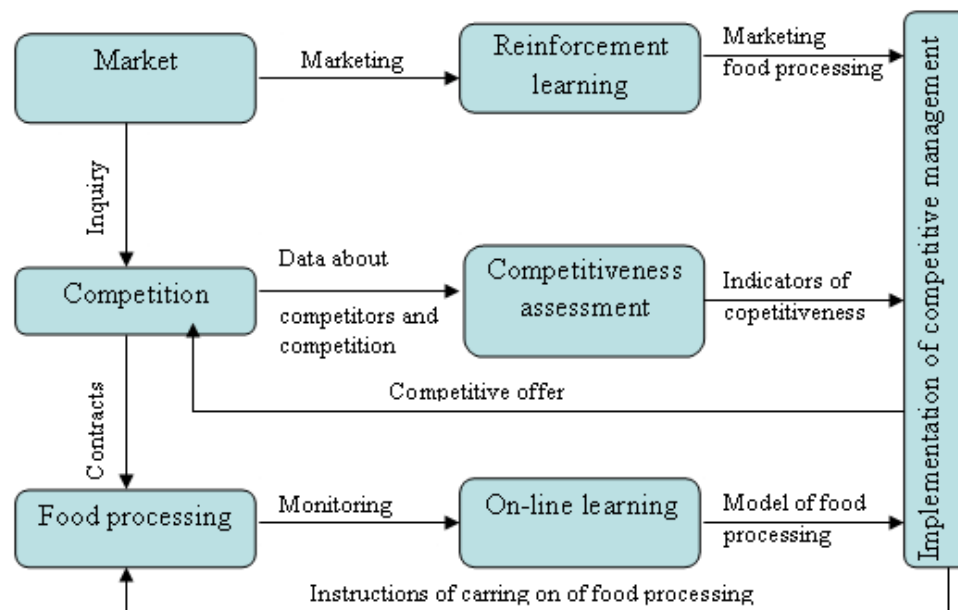 Market
Marketing
Reinforcement
learning
Marketing
food processing
Inquiry
Competition
Data about
competitors and
competition
Competitiveness
assessment
Indicators of
copetitiveness
Competitive offer
Contracts
Food processing
Monitoring
On-line learning
Model of food
processing
Instructions of carring on of food processing
Implementation of competitive management